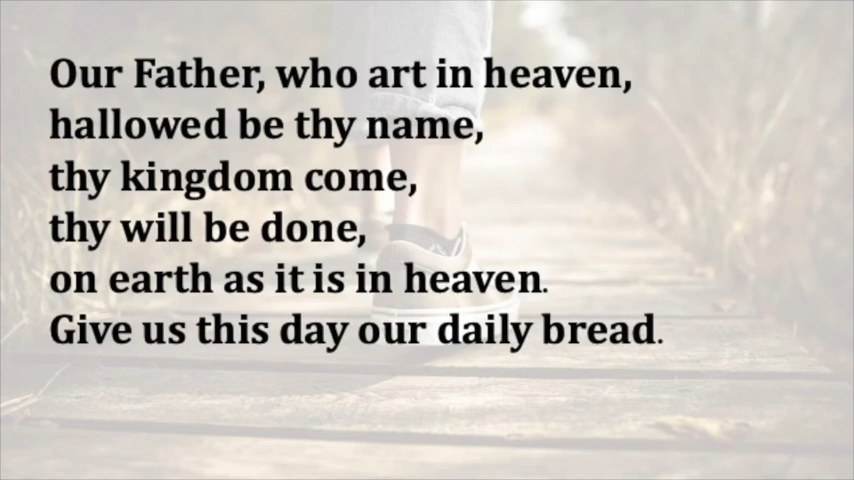 Our Father, who art in heaven,
hallowed be thy name,
thy kingdom come,
thy will be done,
on earth as it is in heaven.
Give us this day our daily bread.